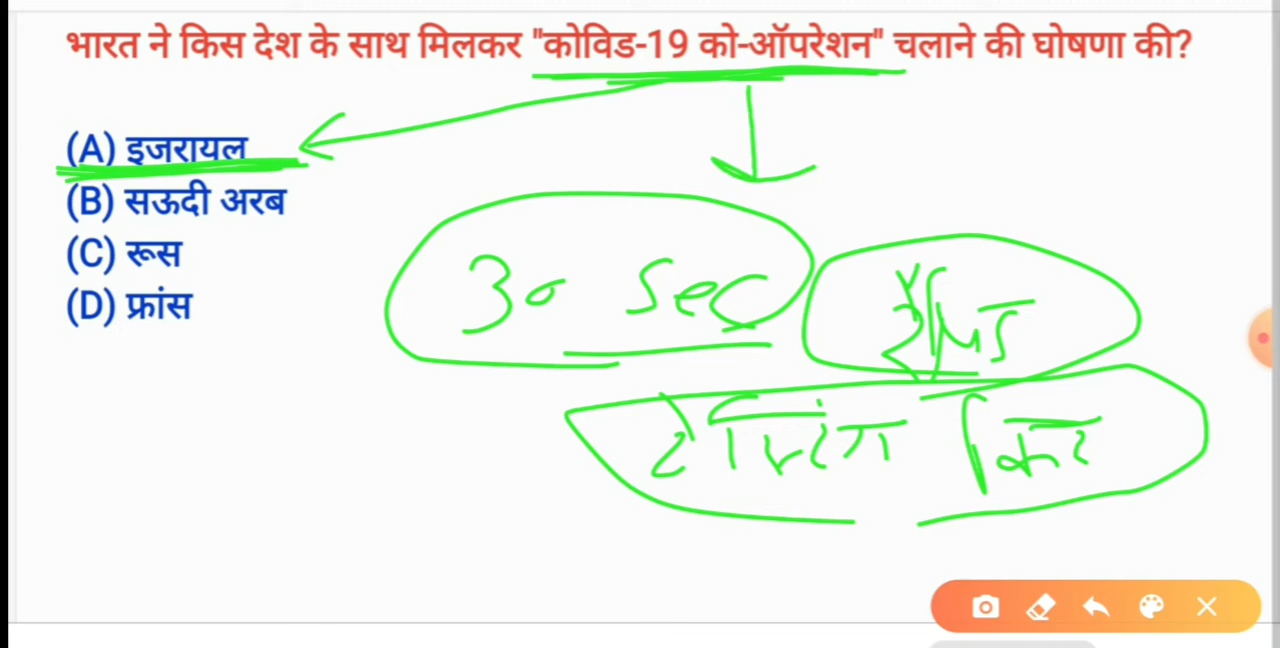 भारत ने किस देश के साथ मिलकर "कोविड-19 को-ऑपरेशन" चलाने की घोषणा की?
(A) इजरायल
(B) सऊदी अरब
(C) रूस
(D) फ्रांस
30 Sec